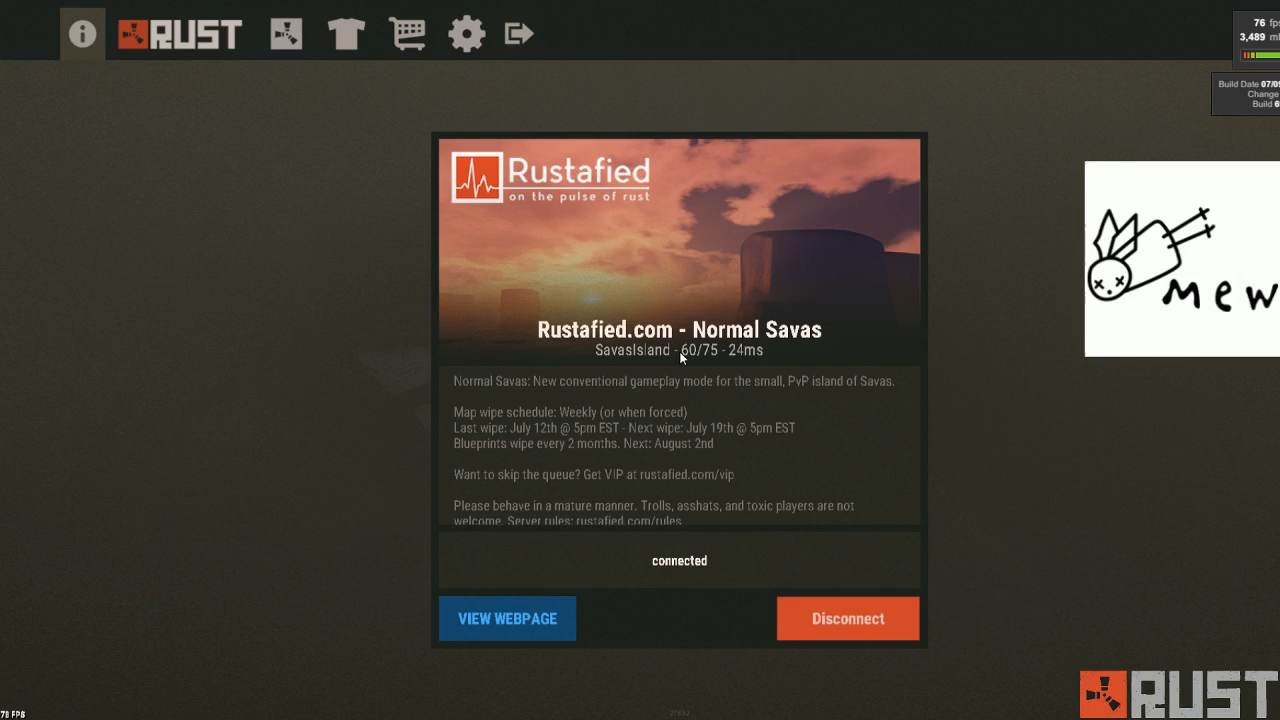 RUST
76 fps
3,489 mb
Build Date 07/09
Change
Build 6
Rustafied
on the pulse of rust
mew
Rustafied.com - Normal Savas
SavasIsland - 60/75 - 24ms
Normal Savas: New conventional gameplay mode for the small, PvP island of Savas.
Map wipe schedule: Weekly (or when forced)
Last wipe: July 12th @ 5pm EST - Next wipe: July 19th @ 5pm EST
Blueprints wipe every 2 months. Next: August 2nd
Want to skip the queue? Get VIP at rustafied.com/vip
Please behave in a mature manner. Trolls, asshats, and toxic players are not
welcome. Server rules: rustafied.com/rules
connected
VIEW WEBPAGE
Disconnect
RUST
78 FPS